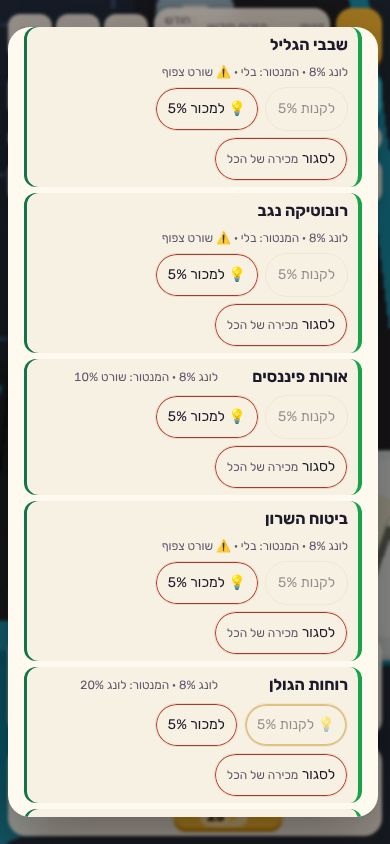 שבבי הגליל
לונג 8% · המנטור: בלי · ⚠️ שורט צפוף
לקנות 5%
💡 למכור 5%
לסגור מכירה של הכל
רובוטיקה נגב
לונג 8% · המנטור: בלי · ⚠️ שורט צפוף
לקנות 5%
💡 למכור 5%
לסגור מכירה של הכל
אורות פיננסים
לונג 8% · המנטור: שורט 10%
לקנות 5%
💡 למכור 5%
לסגור מכירה של הכל
ביטוח השרון
לונג 8% · המנטור: בלי · ⚠️ שורט צפוף
לקנות 5%
💡 למכור 5%
לסגור מכירה של הכל
רוחות הגולן
לונג 8% · המנטור: לונג 20%
💡 לקנות 5%
למכור 5%
לסגור מכירה של הכל